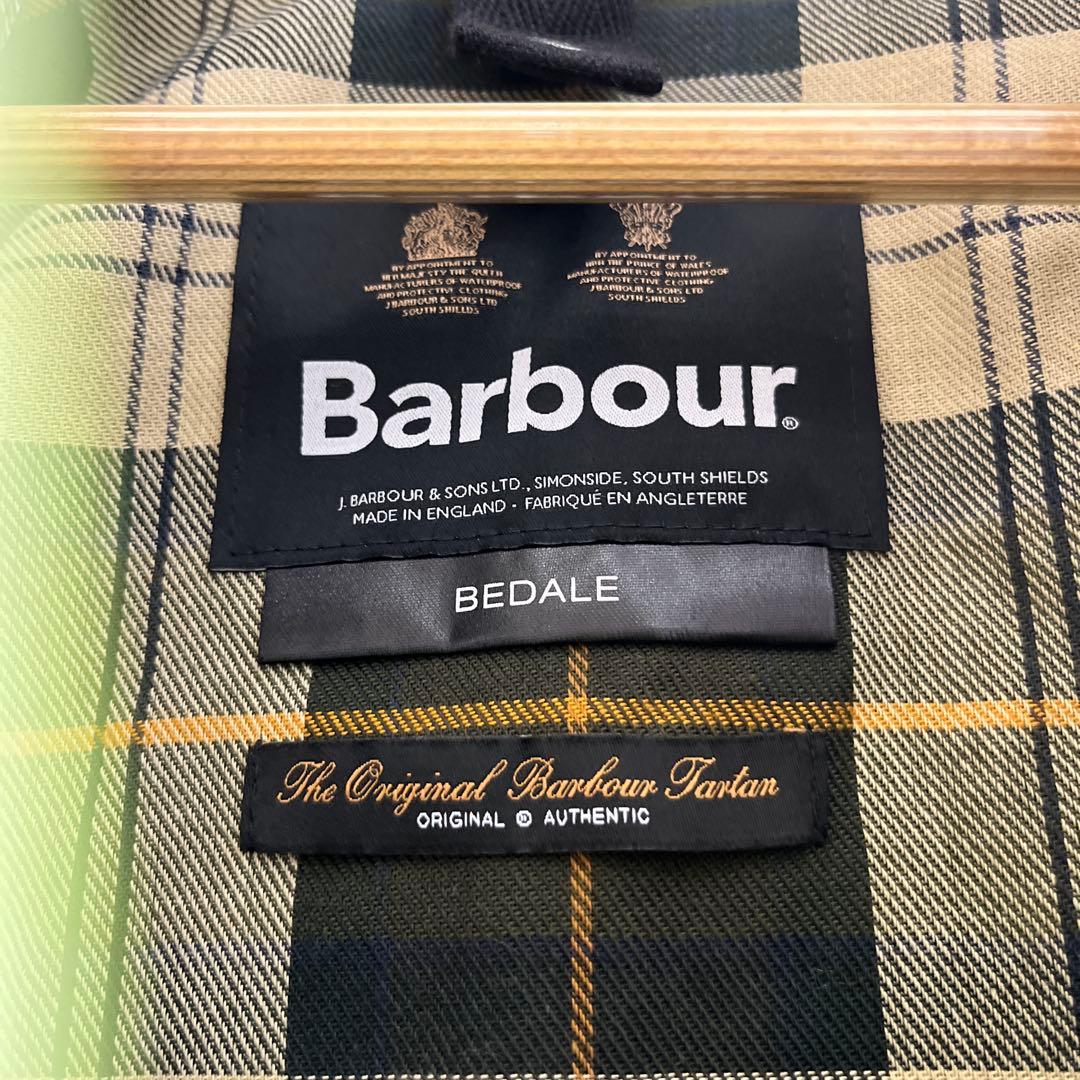 BY APPOINTMENT TO
HER MAJESTY THE QUEEN
MANUFACTURERS OF WATERPROOF
AND PROTECTIVE CLOTHING
J.BARBOUR & SONS LTD
SOUTH SHIELDS
BY APPOINTMENT TO
HRH THE PRINCE OF WALES
MANUFACTURERS OF WATERPROOF
AND PROTECTIVE CLOTHING
J.BARBOUR & SONS LTD
SOUTH SHIELDS
Barbour®
J. BARBOUR & SONS LTD., SIMONSIDE, SOUTH SHIELDS
MADE IN ENGLAND - FABRIQUÉ EN ANGLETERRE
BEDALE
The Original Barbour Tartan
ORIGINAL ® AUTHENTIC